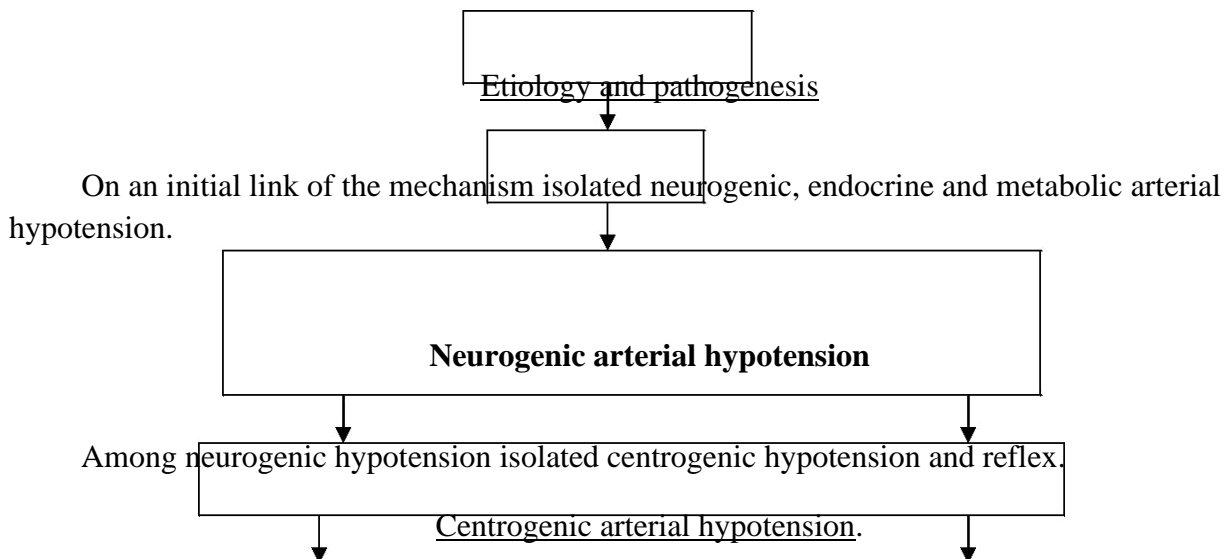 Etiology and pathogenesis
On an initial link of the mechanism isolated neurogenic, endocrine and metabolic arterial
hypotension.
Neurogenic arterial hypotension
Among neurogenic hypotension isolated centrogenic hypotension and reflex.
Centrogenic arterial hypotension.